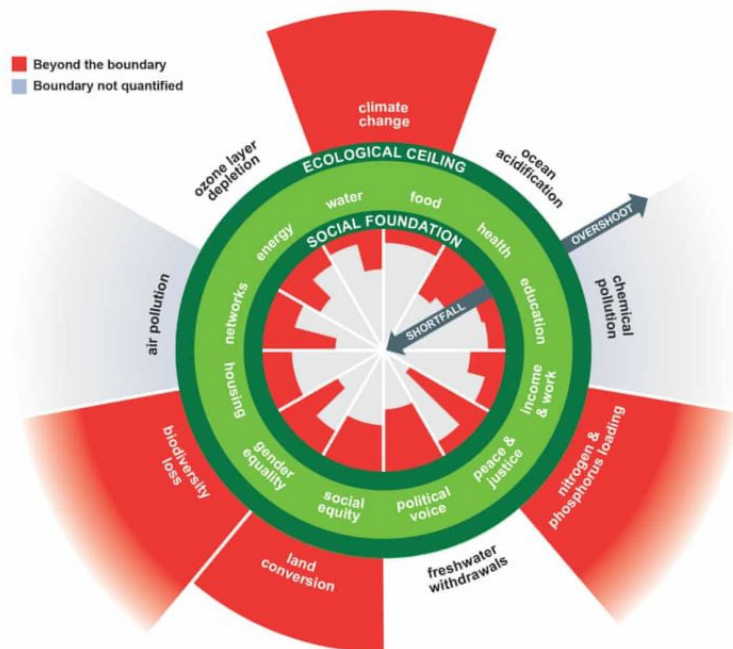 Beyond the boundary
Boundary not quantified
climate
change
ozone layer
depletion
ocean
acidification
ECOLOGICAL CEILING
OVERSHOOT
water
food
energy
health
SOCIAL FOUNDATION
SHORTFALL
air pollution
networks
education
chemical
pollution
housing
income
& work
biodiversity
loss
gender
equality
social
equity
political
voice
peace &
justice
nitrogen &
phosphorus loading
land
conversion
freshwater
withdrawals